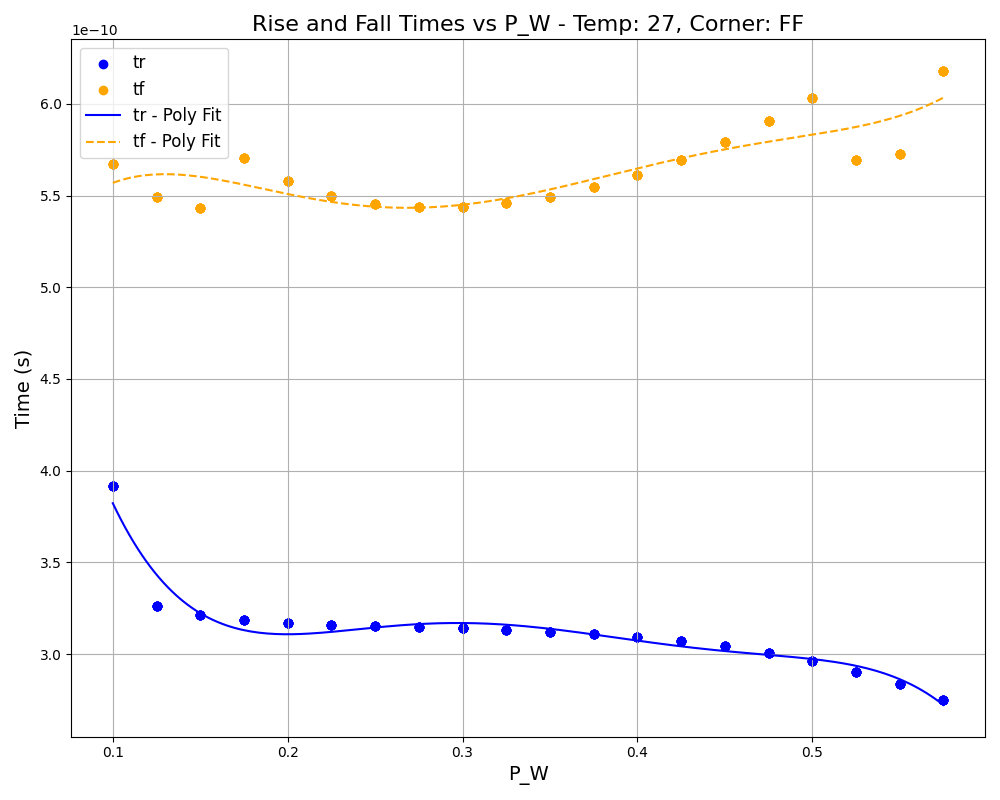 Rise and Fall Times vs P_W - Temp: 27, Corner: FF
1e−10
tr
tf
tr - Poly Fit
tf - Poly Fit
6.0
5.5
5.0
4.5
4.0
3.5
3.0
Time (s)
0.1 0.2 0.3 0.4 0.5
P_W